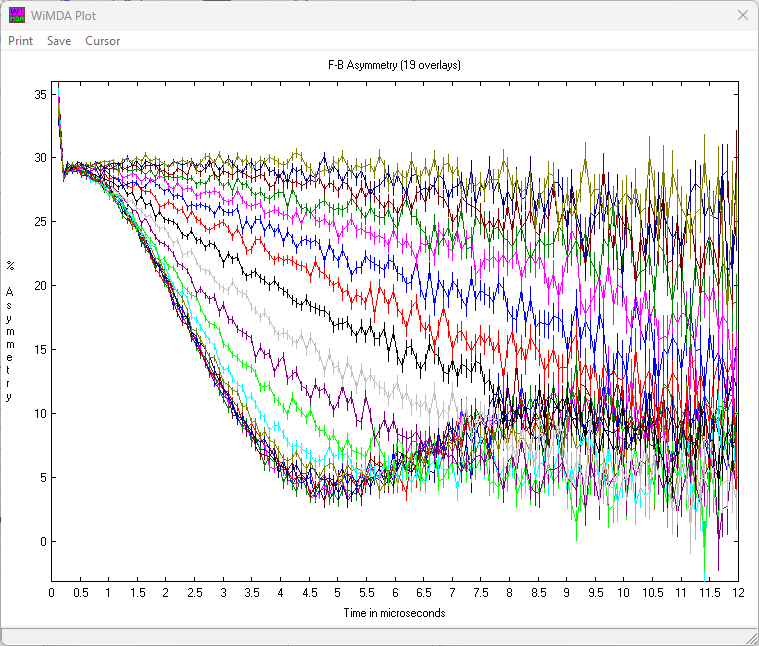 WiMDA Plot
Print Save Cursor
F-B Asymmetry (19 overlays)
35
30
25
20
15
10
5
0
% Asymmetry
0 0.5 1 1.5 2 2.5 3 3.5 4 4.5 5 5.5 6 6.5 7 7.5 8 8.5 9 9.5 10 10.5 11 11.5 12
Time in microseconds